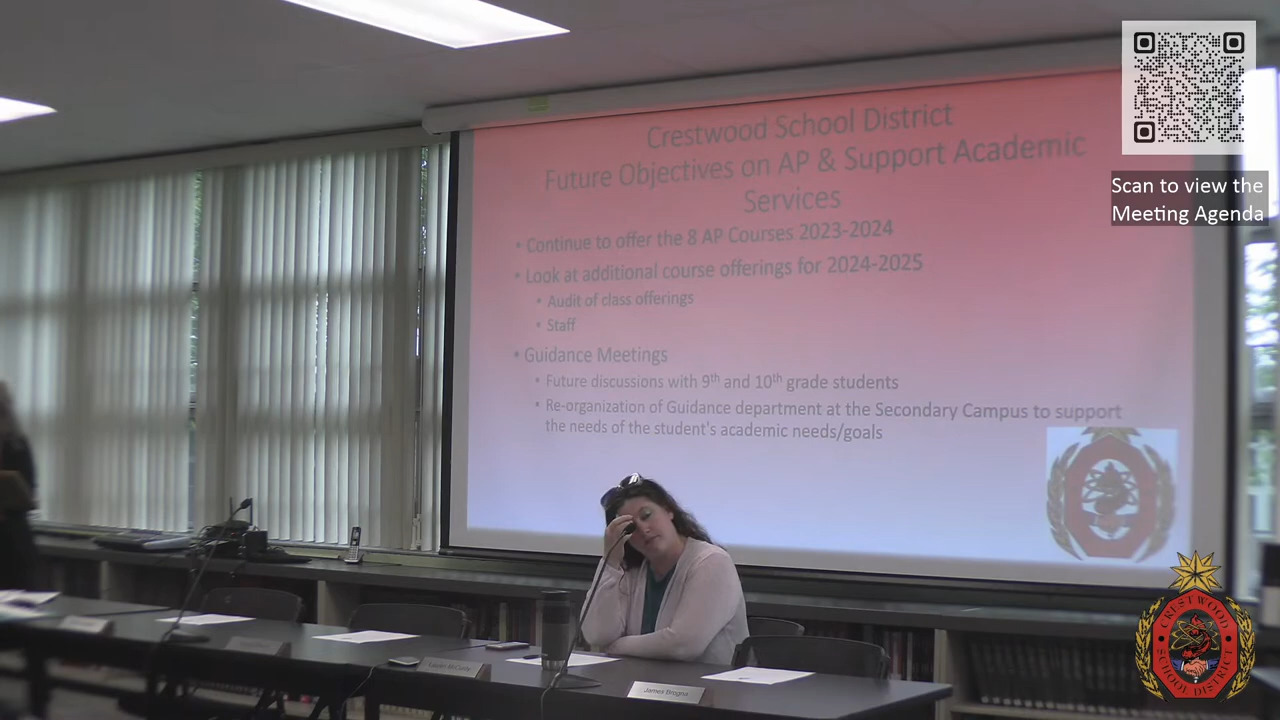 Crestwood School District
Future Objectives on AP & Support Academic
Services
• Continue to offer the 8 AP Courses 2023-2024
• Look at additional course offerings for 2024-2025
• Audit of class offerings
• Staff
• Guidance Meetings
• Future discussions with 9th and 10th grade students
• Re-organization of Guidance department at the Secondary Campus to support
the needs of the student's academic needs/goals
Scan to view the
Meeting Agenda
James Brogna
CRESTWOOD
SCHOOL DISTRICT